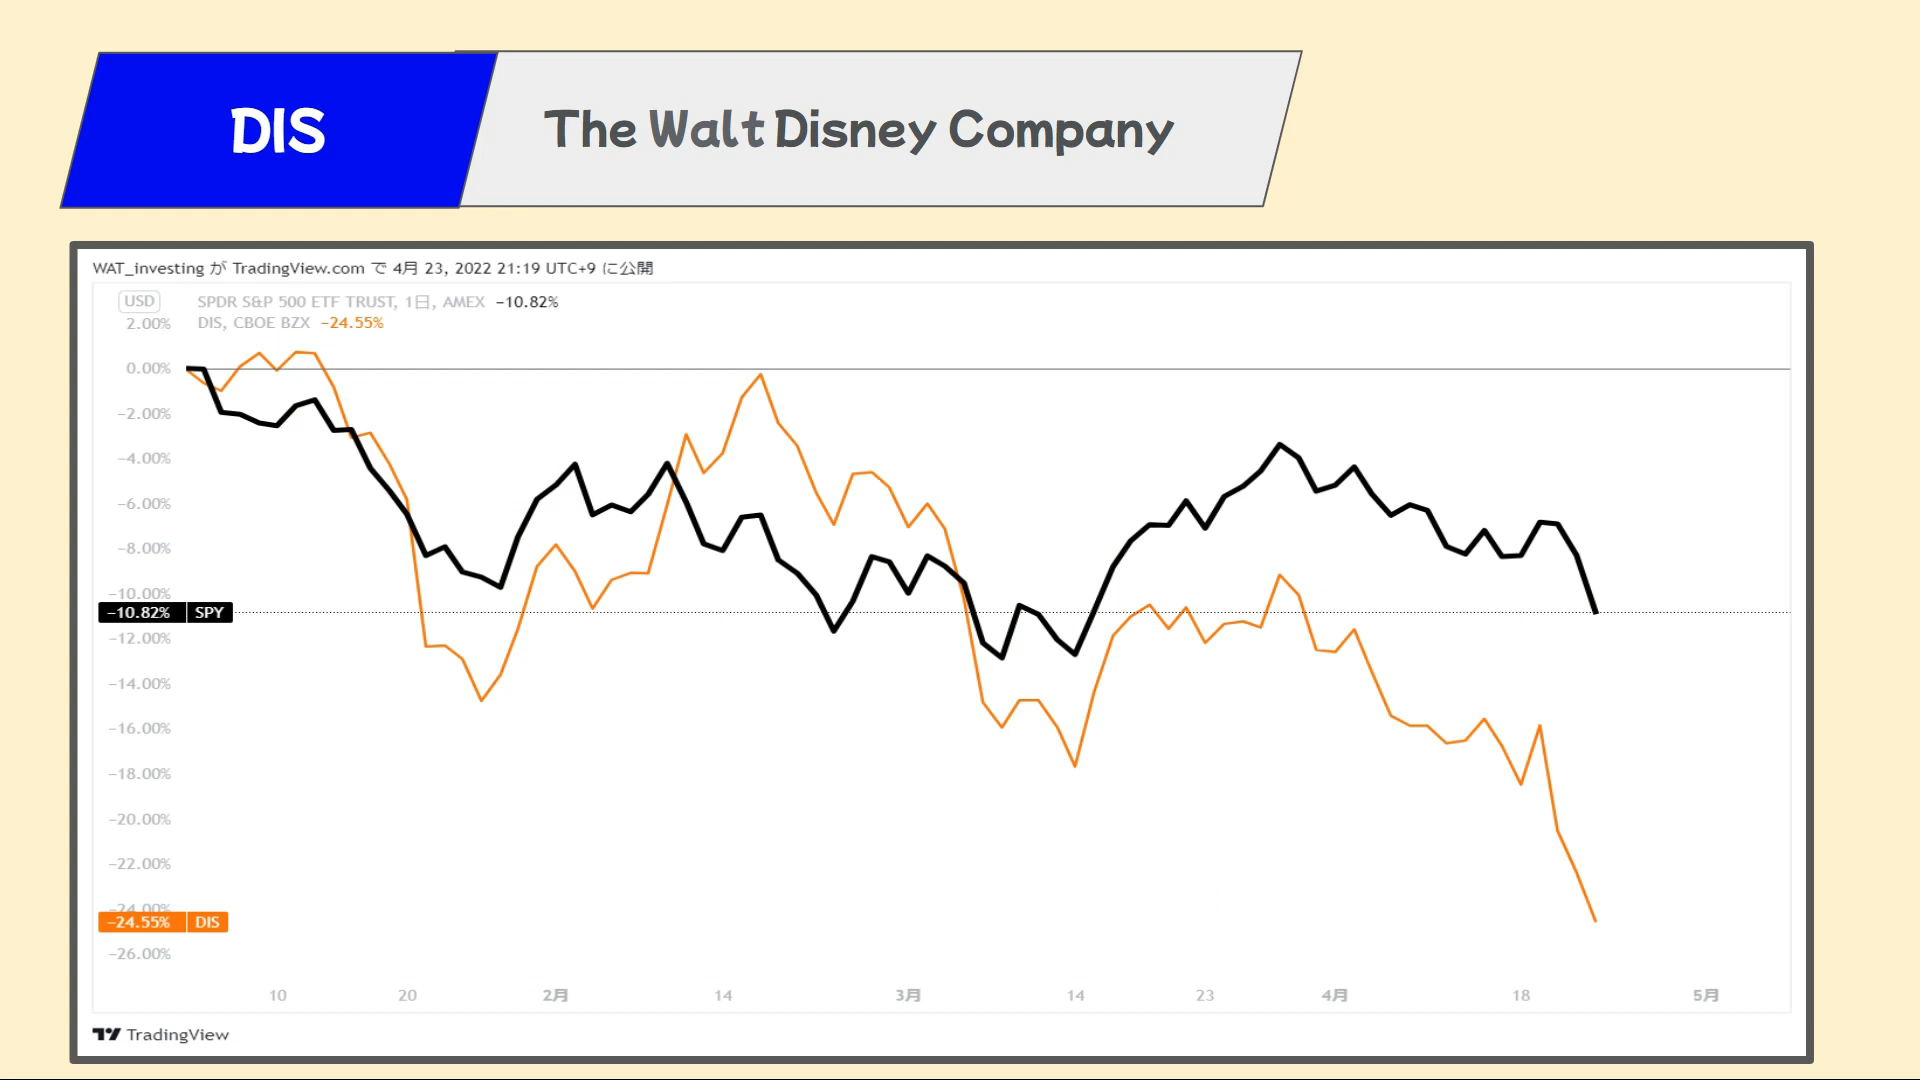 DIS
The Walt Disney Company
WAT_investing が TradingView.com で 4月 23, 2022 21:19 UTC+9 に公開
USD
SPDR S&P 500 ETF TRUST, 1日, AMEX −10.82%
DIS, CBOE BZX −24.55%
2.00%
0.00%
−2.00%
−4.00%
−6.00%
−8.00%
−10.00%
−10.82% SPY
−12.00%
−14.00%
−16.00%
−18.00%
−20.00%
−22.00%
−24.00%
−24.55% DIS
−26.00%
10 20 2月 14 3月 14 23 4月 18 5月
TradingView